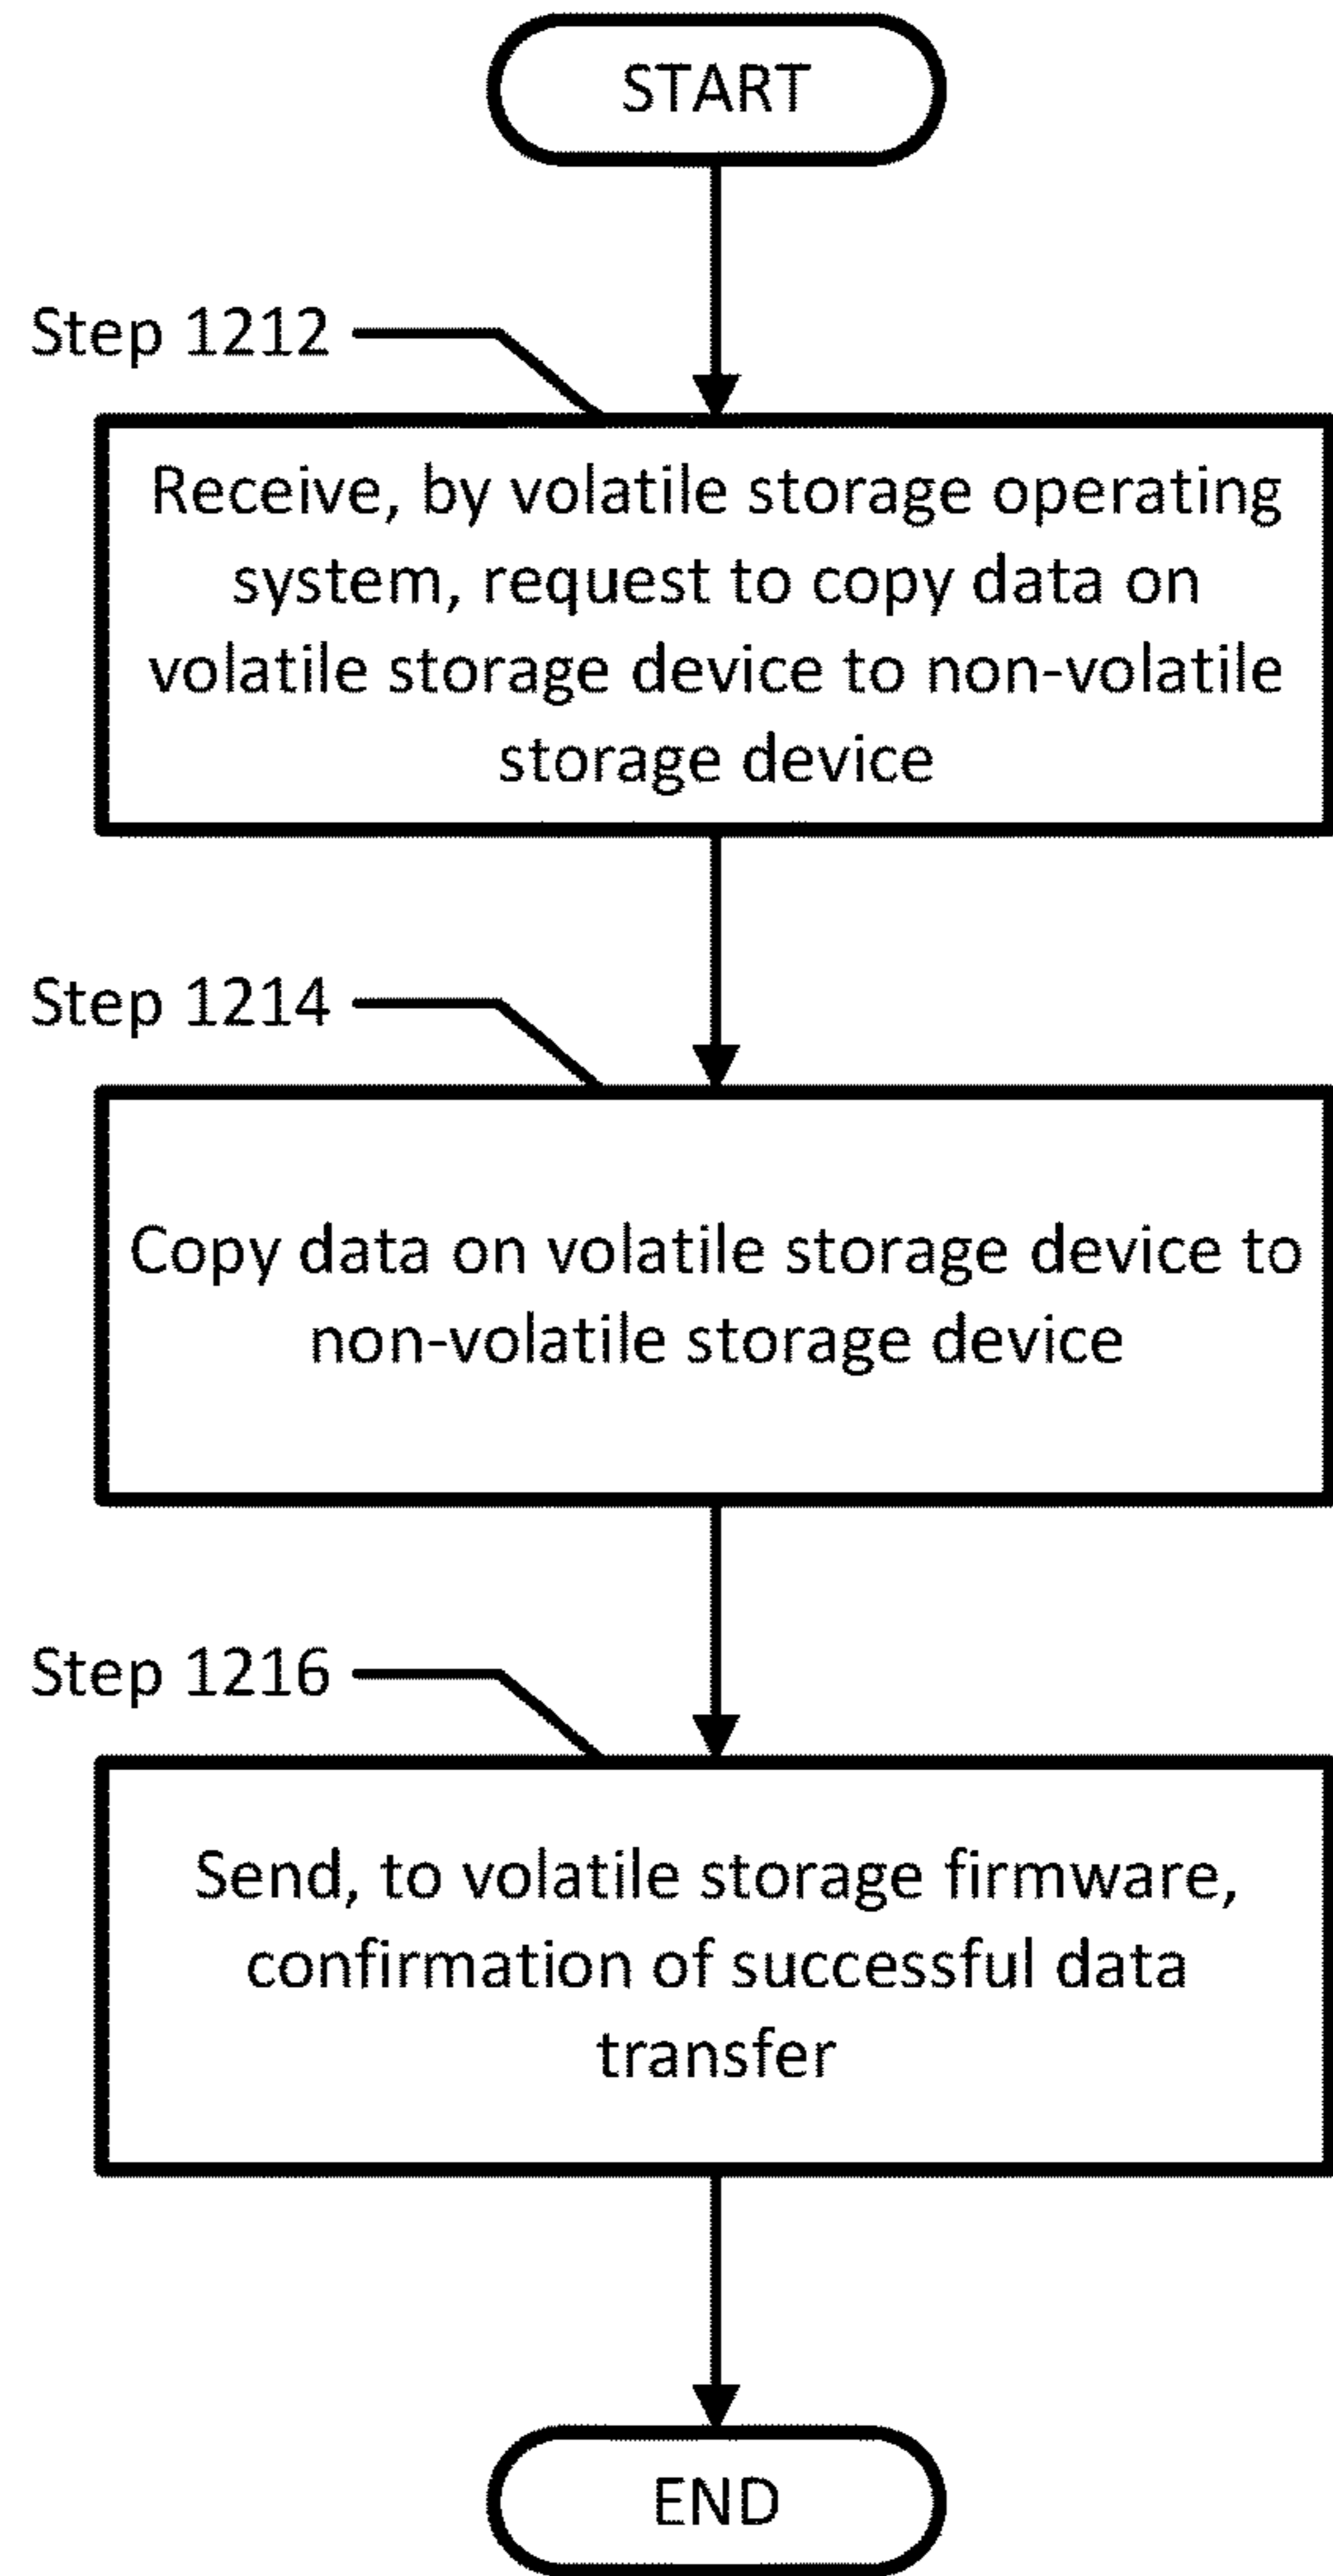 START
Step 1212
Receive, by volatile storage operating
system, request to copy data on
volatile storage device to non-volatile
storage device
Step 1214
Copy data on volatile storage device to
non-volatile storage device
Step 1216
Send, to volatile storage firmware,
confirmation of successful data
transfer
END